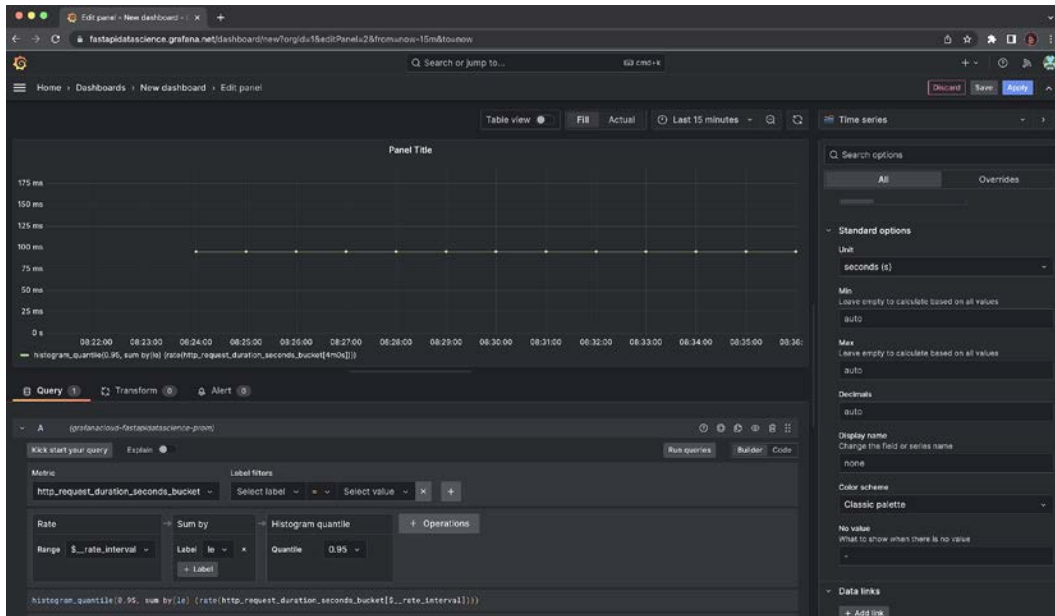 Edit panel - New dashboard - 
fastapidatascience.grafana.net/dashboard/new?orgId=1&editPanel=2&from=now-15m&to=now
Search or jump to... cmd+k
Home › Dashboards › New dashboard › Edit panel
Discard Save Apply
Table view Fill Actual Last 15 minutes
Time series
Panel Title
175 ms
150 ms
125 ms
100 ms
75 ms
50 ms
25 ms
0 s
08:22:00 08:23:00 08:24:00 08:25:00 08:26:00 08:27:00 08:28:00 08:29:00 08:30:00 08:31:00 08:32:00 08:33:00 08:34:00 08:35:00 08:36:
histogram_quantile(0.95, sum by(le) (rate(http_request_duration_seconds_bucket[4m0s])))
Query 1 Transform 0 Alert 0
A (grafanacloud-fastapidatascience-prom)
Kick start your query Explain Run queries Builder Code
Metric Label filters
http_request_duration_seconds_bucket Select label = Select value × +
Rate Sum by Histogram quantile + Operations
Range $__rate_interval Label le × Quantile 0.95
+ Label
histogram_quantile(0.95, sum by(le) (rate(http_request_duration_seconds_bucket[$__rate_interval])))
Search options
All Overrides
Standard options
Unit
seconds (s)
Min
Leave empty to calculate based on all values
auto
Max
Leave empty to calculate based on all values
auto
Decimals
auto
Display name
Change the field or series name
none
Color scheme
Classic palette
No value
What to show when there is no value
-
Data links
+ Add link